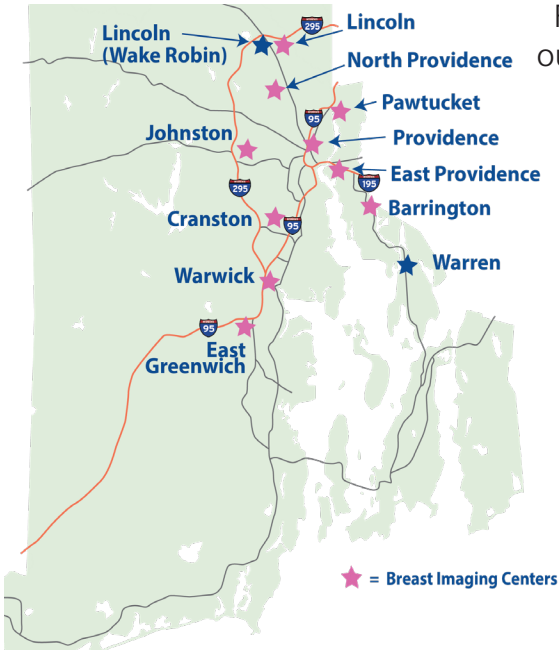 Lincoln
(Wake Robin)
295
Lincoln
North Providence
OU
Pawtucket
95
Providence
Johnston
East Providence
195
295
Barrington
Cranston
95
Warren
Warwick
95
East
Greenwich
= Breast Imaging Centers